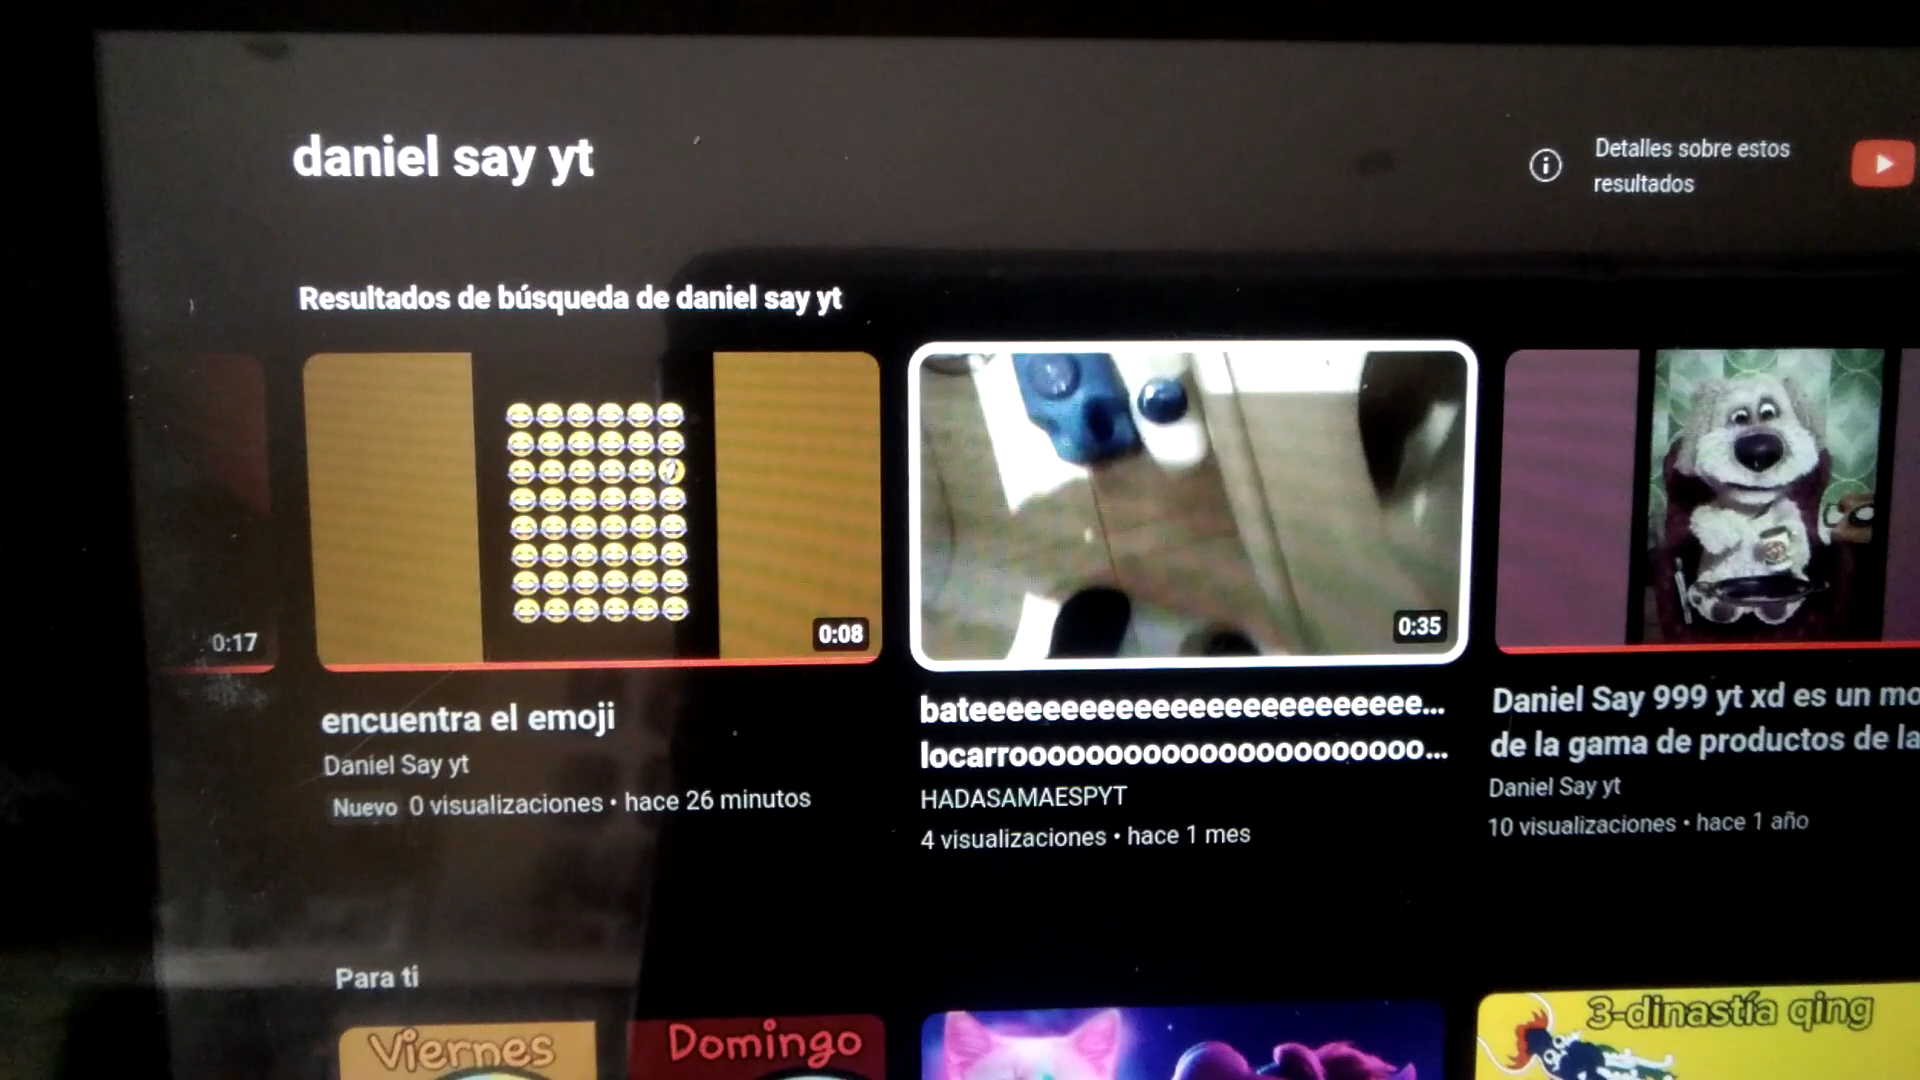 daniel say yt
Detalles sobre estos
resultados
Resultados de búsqueda de daniel say yt
0:17
0:08
0:35
encuentra el emoji
Daniel Say yt
Nuevo 0 visualizaciones • hace 26 minutos
bateeeeeeeeeeeeeeeeeeeeeeeeee...
locarrooooooooooooooooooooooo...
HADASAMAESPYT
4 visualizaciones • hace 1 mes
Daniel Say 999 yt xd es un mo
de la gama de productos de la
Daniel Say yt
10 visualizaciones • hace 1 año
Para ti
Viernes
Domingo
3-dinastía qing